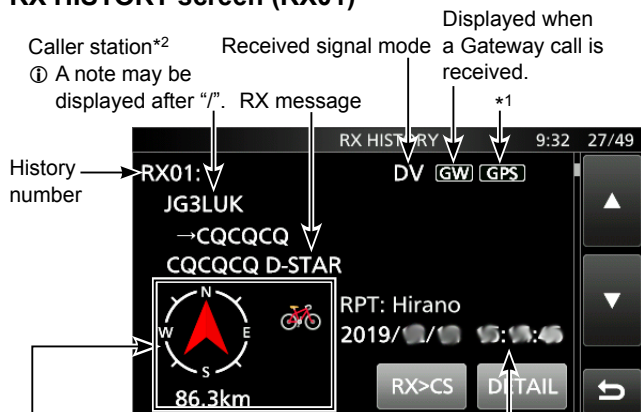 RX HISTORY screen (RX01)
Displayed when
a Gateway call is
received.
Caller station*2
ⓘ A note may be
displayed after “/”.
Received signal mode
RX message
*1
History
number
RX HISTORY 9:32 27/49
RX01:
DV GW GPS
JG3LUK
→CQCQCQ
CQCQCQ D-STAR
N
W E
S
86.3km
RPT: Hirano
2019/
RX>CS DETAIL